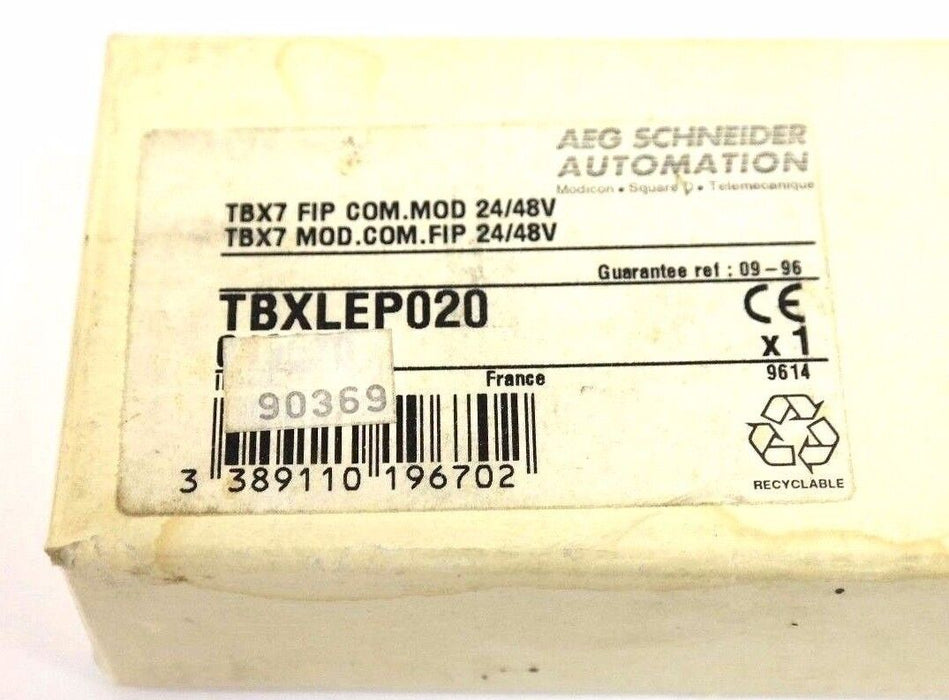 AEG SCHNEIDER
AUTOMATION
Modicon • Square D • Telemecanique
TBX7 FIP COM.MOD 24/48V
TBX7 MOD.COM.FIP 24/48V
Guarantee ref : 09-96
TBXLEP020
CE
x 1
90369
France
9614
3 389110 196702
RECYCLABLE